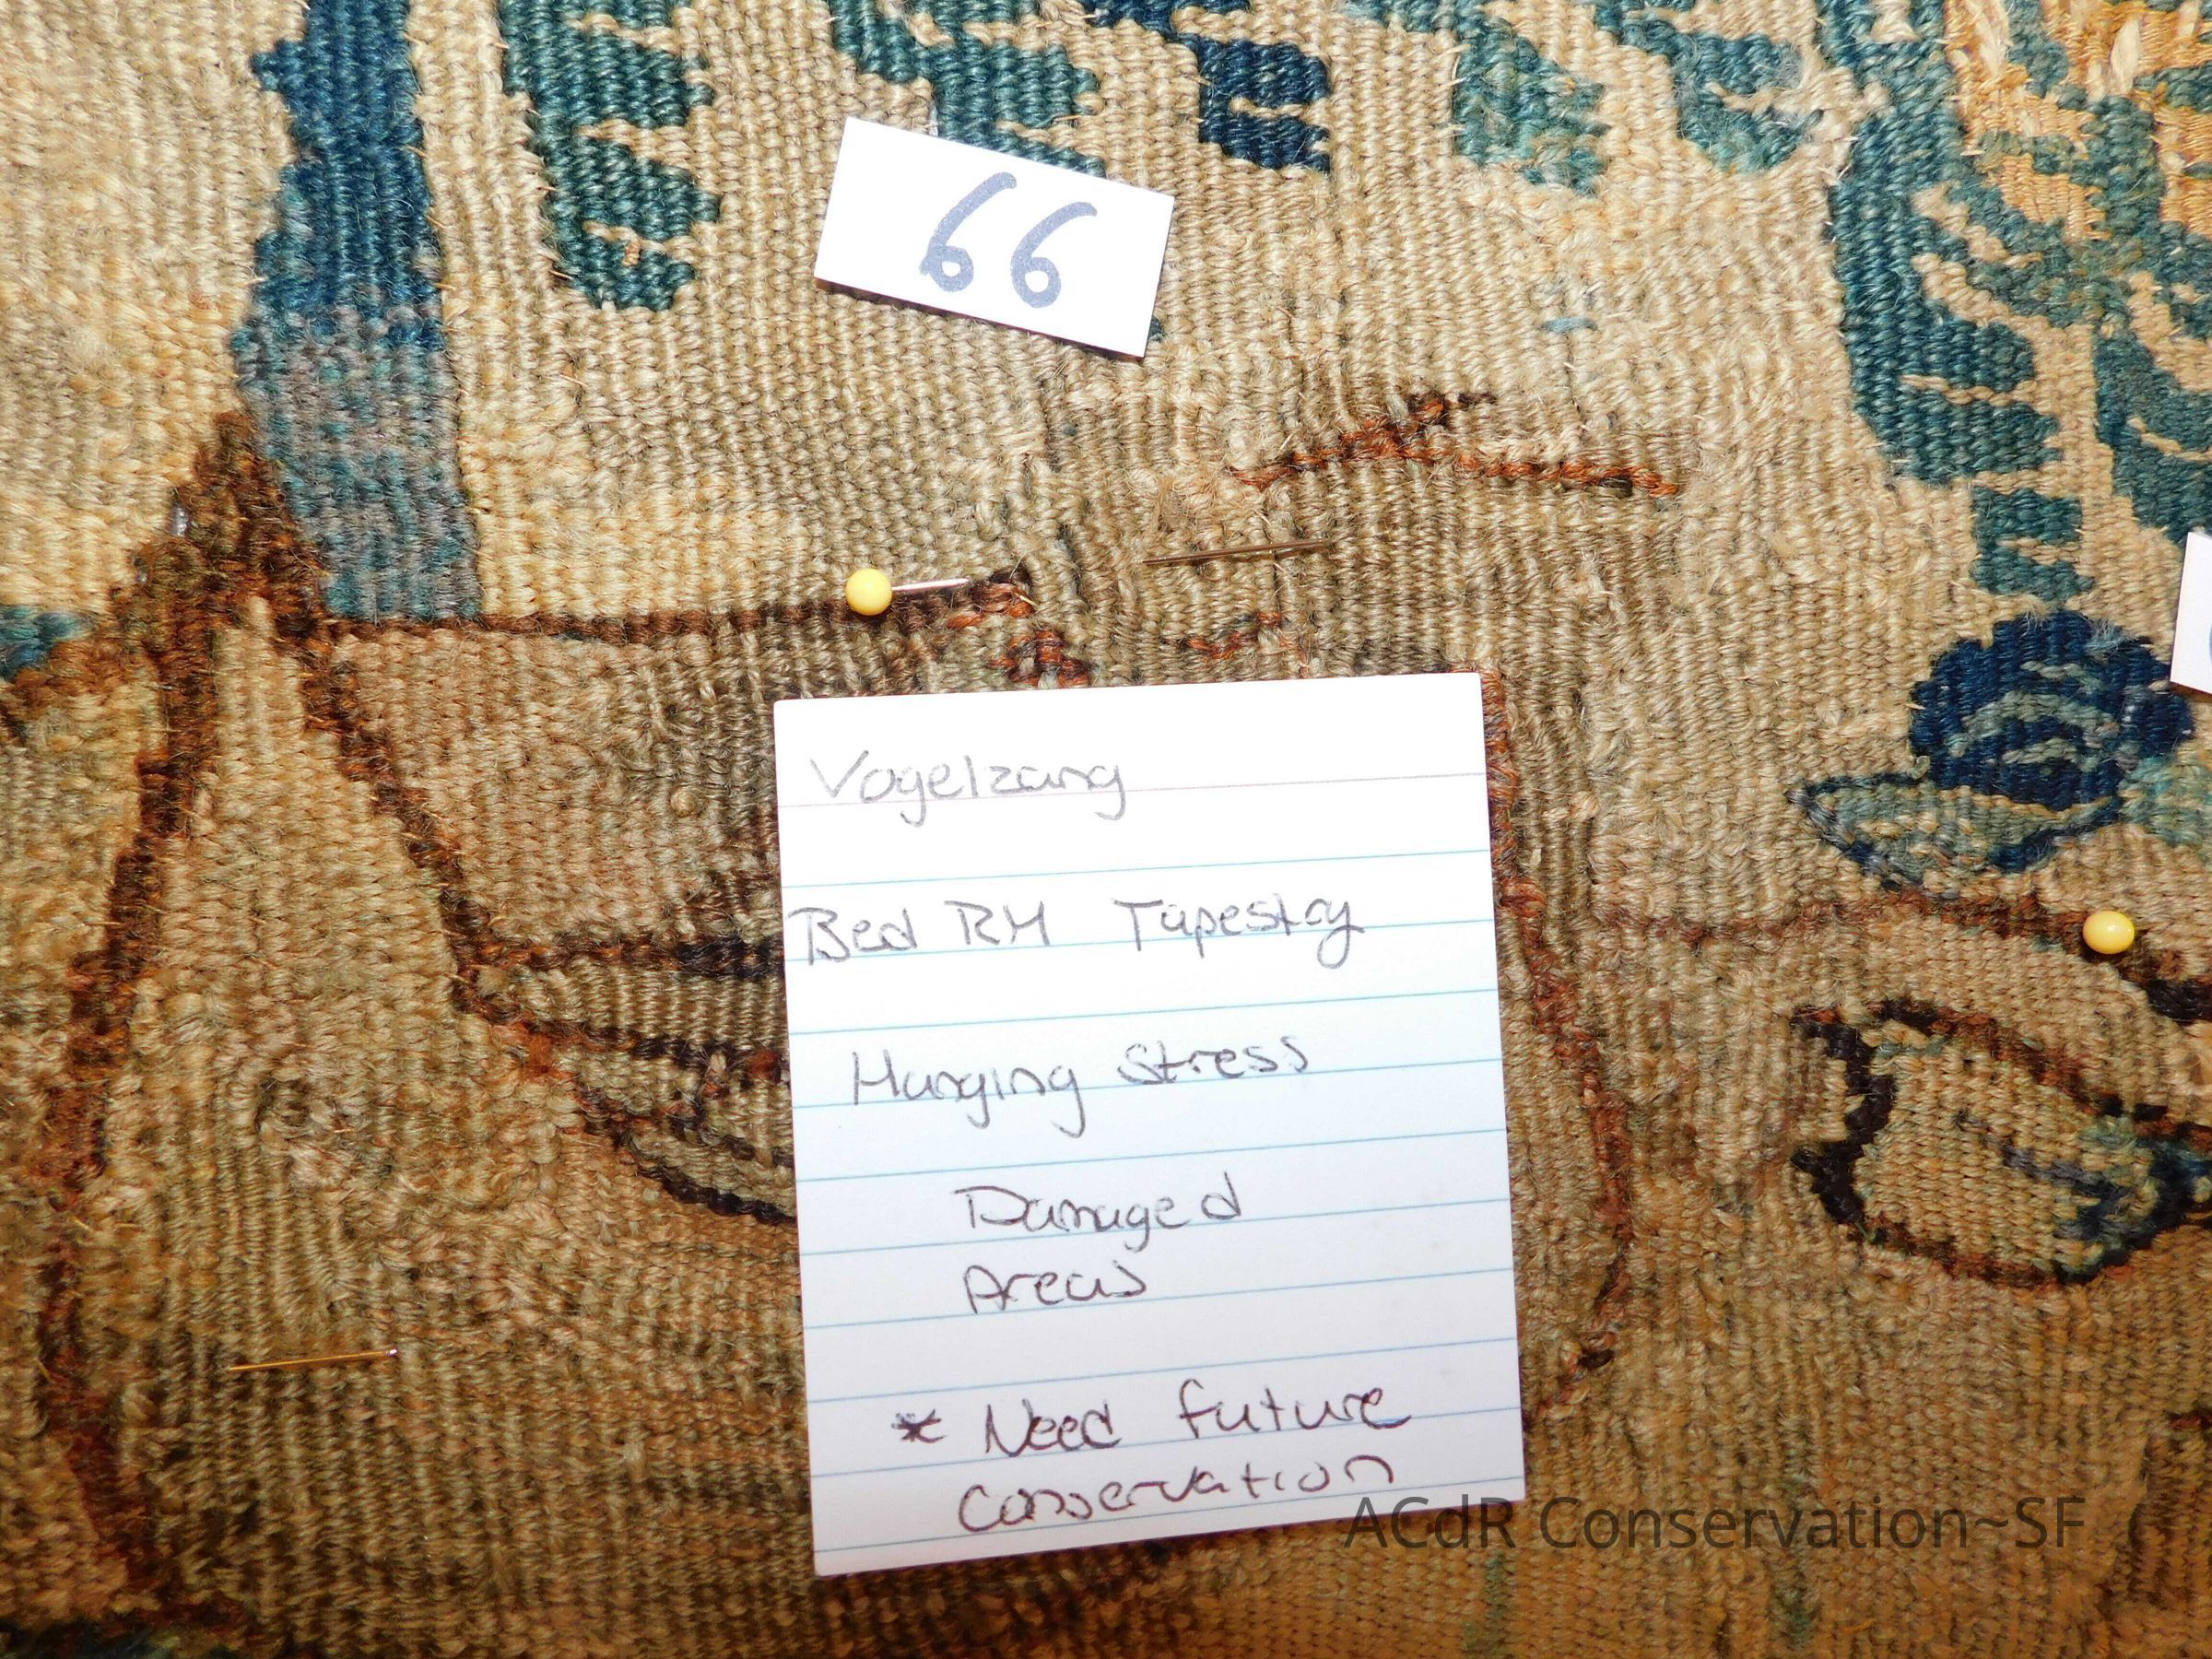 66
Vogelzang
Bed RM Tapestry
Hanging Stress
Damaged
Areas
* Need future
Conservation
ACdR Conservation~SF